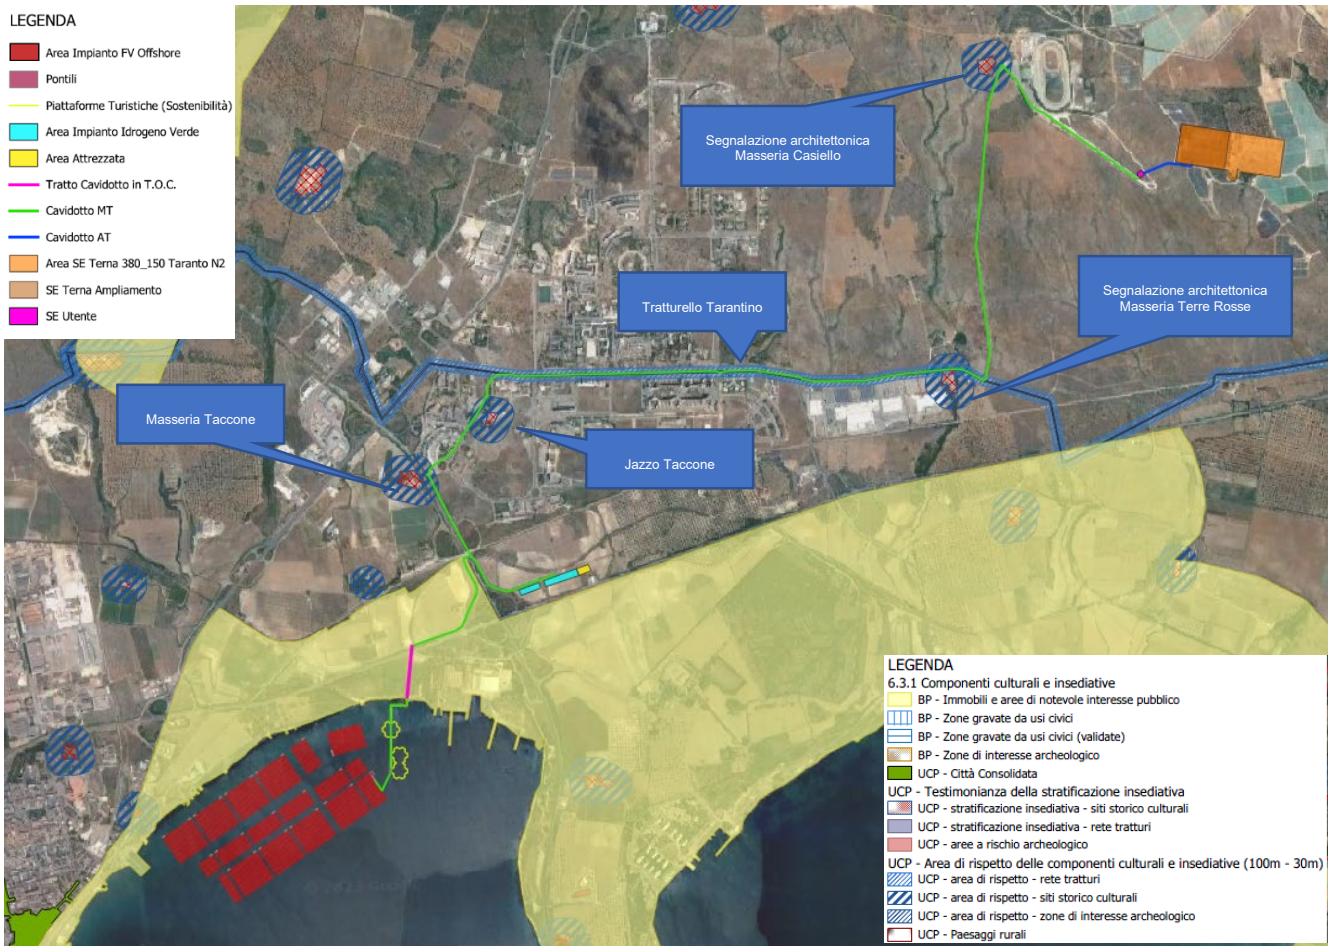 LEGENDA
Area Impianto FV Offshore
Pontili
Piattaforme Turistiche (Sostenibilità)
Area Impianto Idrogeno Verde
Area Attrezzata
Tratto Cavidotto in T.O.C.
Cavidotto MT
Cavidotto AT
Area SE Terna 380_150 Taranto N2
SE Terna Ampliamento
SE Utente
Segnalazione architettonica
Masseria Casiello
Tratturello Tarantino
Segnalazione architettonica
Masseria Terre Rosse
Masseria Taccone
Jazzo Taccone
LEGENDA
6.3.1 Componenti culturali e insediative
BP - Immobili e aree di notevole interesse pubblico
BP - Zone gravate da usi civici
BP - Zone gravate da usi civici (validate)
BP - Zone di interesse archeologico
UCP - Città Consolidata
UCP - Testimonianza della stratificazione insediativa
UCP - stratificazione insediativa - siti storico culturali
UCP - stratificazione insediativa - rete tratturi
UCP - aree a rischio archeologico
UCP - Area di rispetto delle componenti culturali e insediative (100m - 30m)
UCP - area di rispetto - rete tratturi
UCP - area di rispetto - siti storico culturali
UCP - area di rispetto - zone di interesse archeologico
UCP - Paesaggi rurali